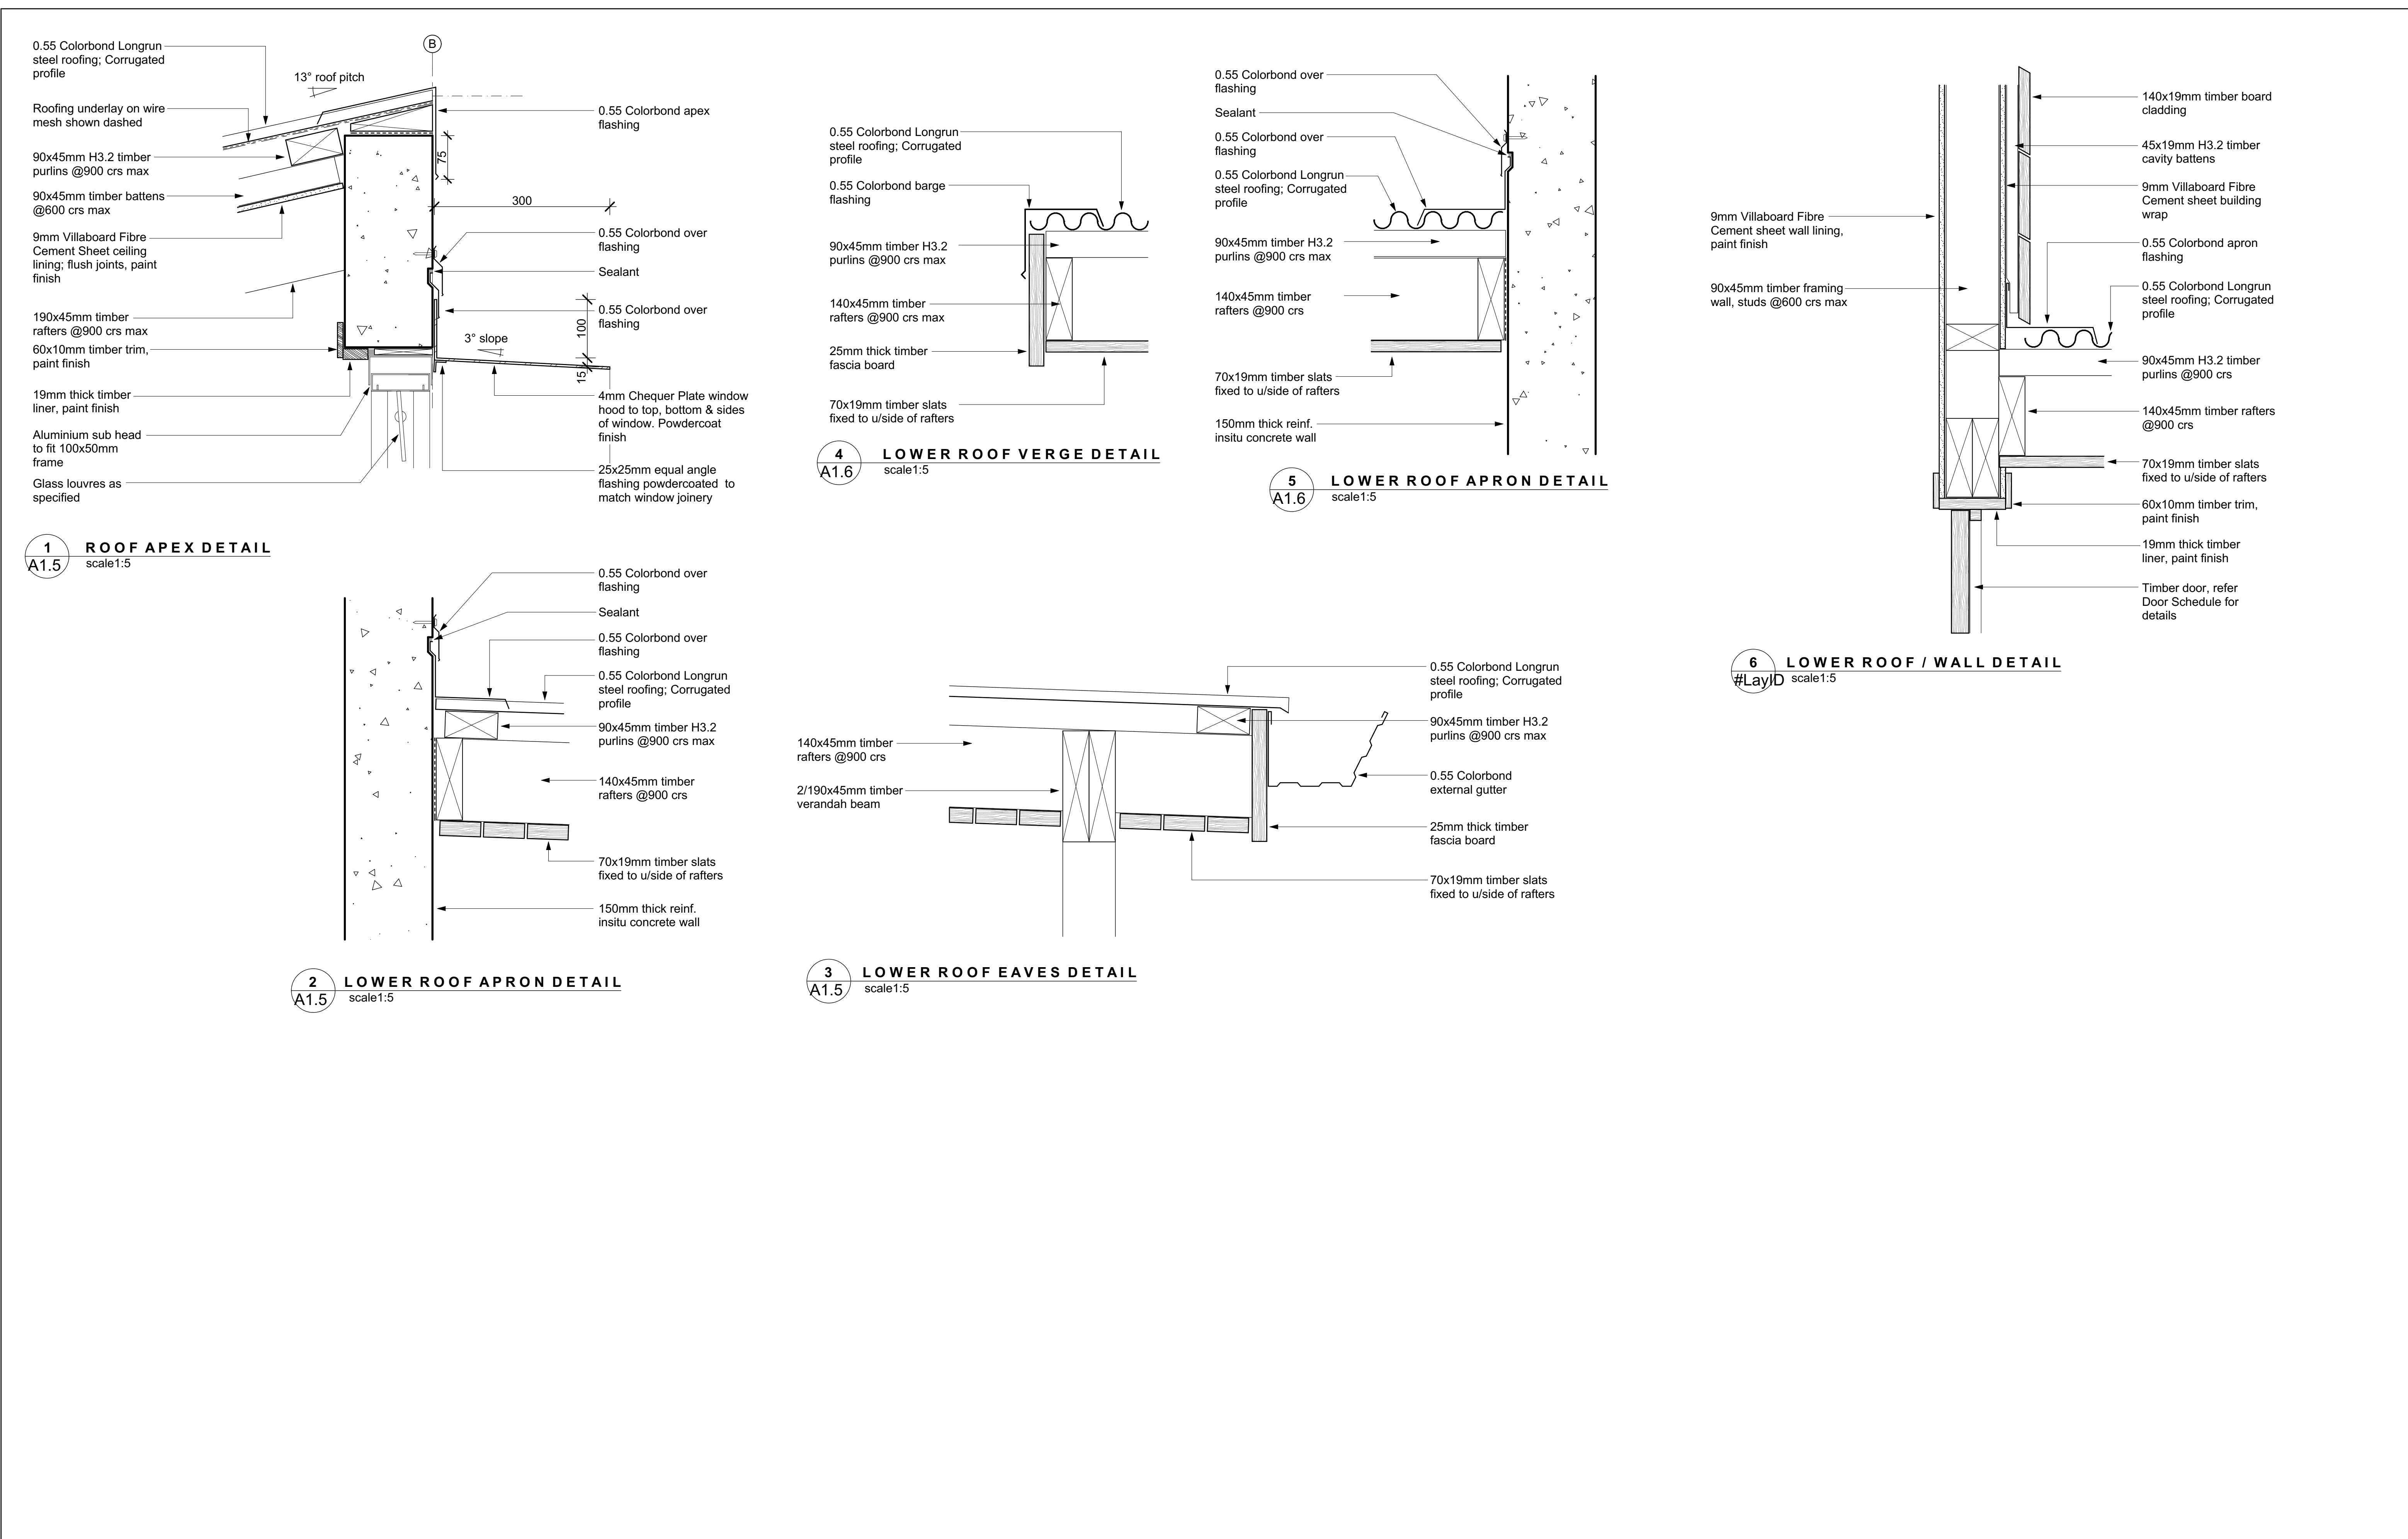 0.55 Colorbond Longrun
steel roofing; Corrugated
profile
Roofing underlay on wire
mesh shown dashed
90x45mm H3.2 timber
purlins @900 crs max
90x45mm timber battens
@600 crs max
9mm Villaboard Fibre
Cement Sheet ceiling
lining; flush joints, paint
finish
190x45mm timber
rafters @900 crs max
60x10mm timber trim,
paint finish
19mm thick timber
liner, paint finish
Aluminium sub head
to fit 100x50mm
frame
Glass louvres as
specified
B
13° roof pitch
75
300
3° slope
100
15
0.55 Colorbond apex
flashing
0.55 Colorbond over
flashing
Sealant
0.55 Colorbond over
flashing
4mm Chequer Plate window
hood to top, bottom & sides
of window. Powdercoat
finish
25x25mm equal angle
flashing powdercoated to
match window joinery
1
A1.5
ROOF APEX DETAIL
scale1:5
0.55 Colorbond over
flashing
Sealant
0.55 Colorbond over
flashing
0.55 Colorbond Longrun
steel roofing; Corrugated
profile
90x45mm timber H3.2
purlins @900 crs max
140x45mm timber
rafters @900 crs
70x19mm timber slats
fixed to u/side of rafters
150mm thick reinf.
insitu concrete wall
2
A1.5
LOWER ROOF APRON DETAIL
scale1:5
140x45mm timber
rafters @900 crs
2/190x45mm timber
verandah beam
0.55 Colorbond Longrun
steel roofing; Corrugated
profile
90x45mm timber H3.2
purlins @900 crs max
0.55 Colorbond
external gutter
25mm thick timber
fascia board
70x19mm timber slats
fixed to u/side of rafters
3
A1.5
LOWER ROOF EAVES DETAIL
scale1:5
0.55 Colorbond Longrun
steel roofing; Corrugated
profile
0.55 Colorbond barge
flashing
90x45mm timber H3.2
purlins @900 crs max
140x45mm timber
rafters @900 crs max
25mm thick timber
fascia board
70x19mm timber slats
fixed to u/side of rafters
4
A1.6
LOWER ROOF VERGE DETAIL
scale1:5
0.55 Colorbond over
flashing
Sealant
0.55 Colorbond over
flashing
0.55 Colorbond Longrun
steel roofing; Corrugated
profile
90x45mm timber H3.2
purlins @900 crs max
140x45mm timber
rafters @900 crs
70x19mm timber slats
fixed to u/side of rafters
150mm thick reinf.
insitu concrete wall
5
A1.6
LOWER ROOF APRON DETAIL
scale1:5
9mm Villaboard Fibre
Cement sheet wall lining,
paint finish
90x45mm timber framing
wall, studs @600 crs max
140x19mm timber board
cladding
45x19mm H3.2 timber
cavity battens
9mm Villaboard Fibre
Cement sheet building
wrap
0.55 Colorbond apron
flashing
0.55 Colorbond Longrun
steel roofing; Corrugated
profile
90x45mm H3.2 timber
purlins @900 crs
140x45mm timber rafters
@900 crs
70x19mm timber slats
fixed to u/side of rafters
60x10mm timber trim,
paint finish
19mm thick timber
liner, paint finish
Timber door, refer
Door Schedule for
details
6
#LayID
LOWER ROOF / WALL DETAIL
scale1:5